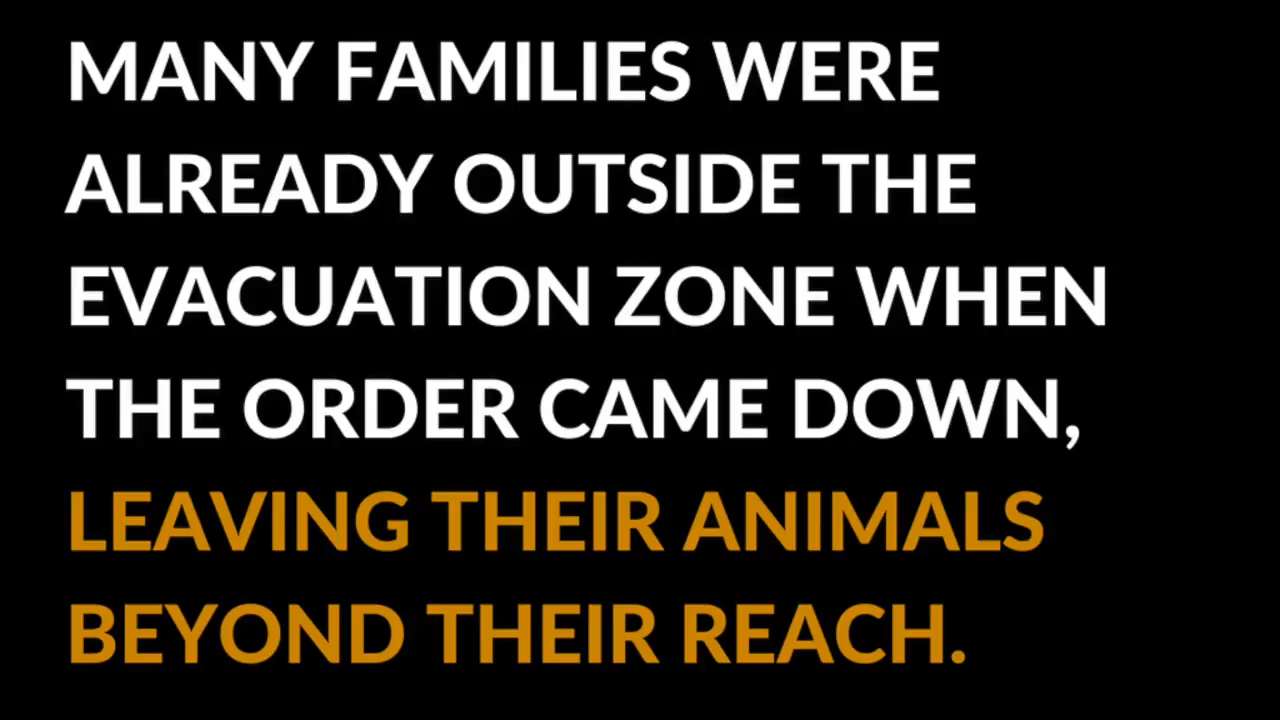 MANY FAMILIES WERE
ALREADY OUTSIDE THE
EVACUATION ZONE WHEN
THE ORDER CAME DOWN,
LEAVING THEIR ANIMALS
BEYOND THEIR REACH.